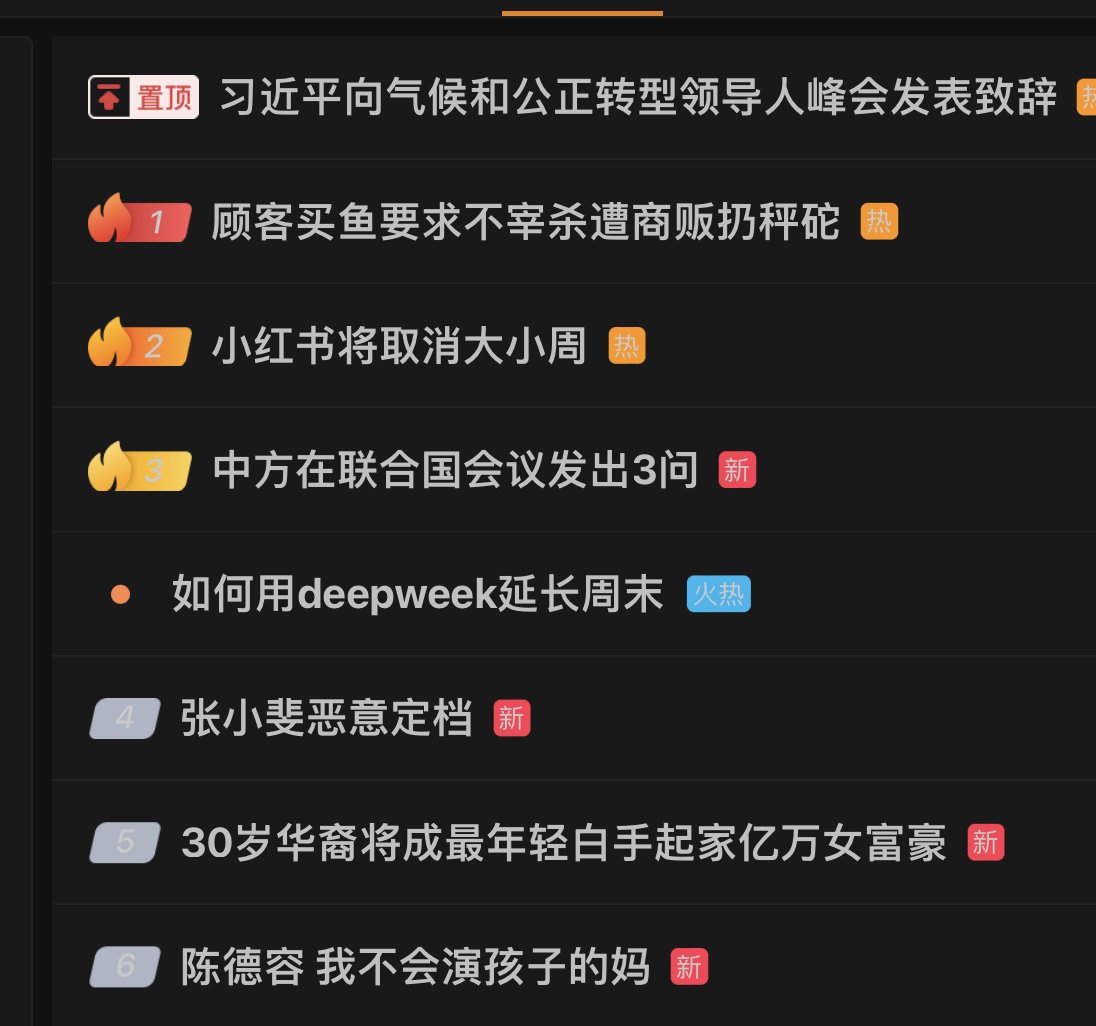 置顶 习近平向气候和公正转型领导人峰会发表致辞 热
1 顾客买鱼要求不宰杀遭商贩扔秤砣 热
2 小红书将取消大小周 热
3 中方在联合国会议发出3问 新
如何用deepweek延长周末 火热
4 张小斐恶意定档 新
5 30岁华裔将成最年轻白手起家亿万女富豪 新
6 陈德容 我不会演孩子的妈 新